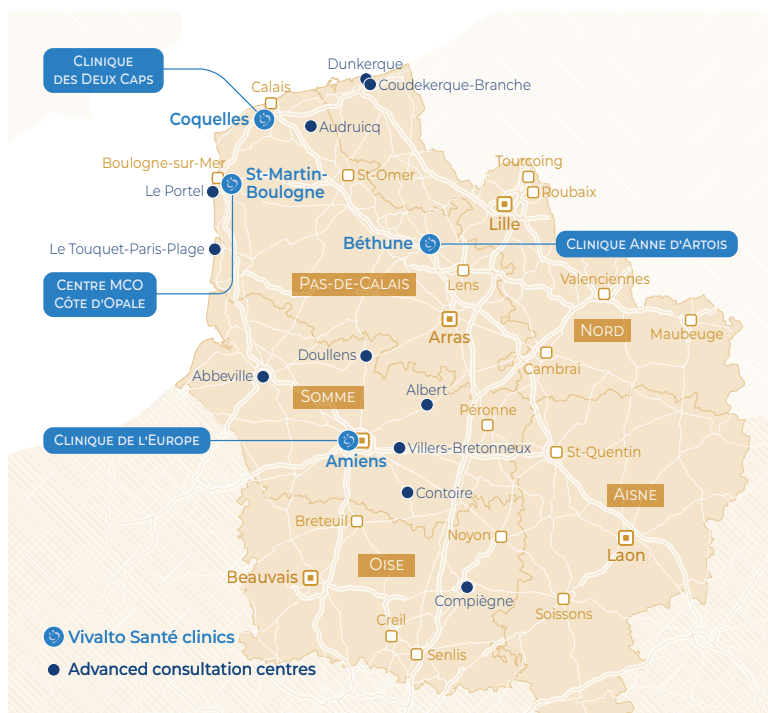 Clinique
des Deux Caps
Dunkerque
Coudekerque-Branche
Calais
Coquelles
Audruicq
Boulogne-sur-Mer
Tourcoing
St-Martin-
Boulogne
St-Omer
Roubaix
Le Portel
Lille
Le Touquet-Paris-Plage
Béthune
Clinique Anne d'Artois
Centre MCO
Côte d'Opale
Pas-de-Calais
Lens
Valenciennes
Nord
Maubeuge
Arras
Doullens
Cambrai
Abbeville
Somme
Albert
Péronne
Clinique de l'Europe
Amiens
Villers-Bretonneux
St-Quentin
Contoire
Aisne
Breteuil
Noyon
Laon
Oise
Beauvais
Compiègne
Soissons
Creil
Senlis
Vivalto Santé clinics
Advanced consultation centres